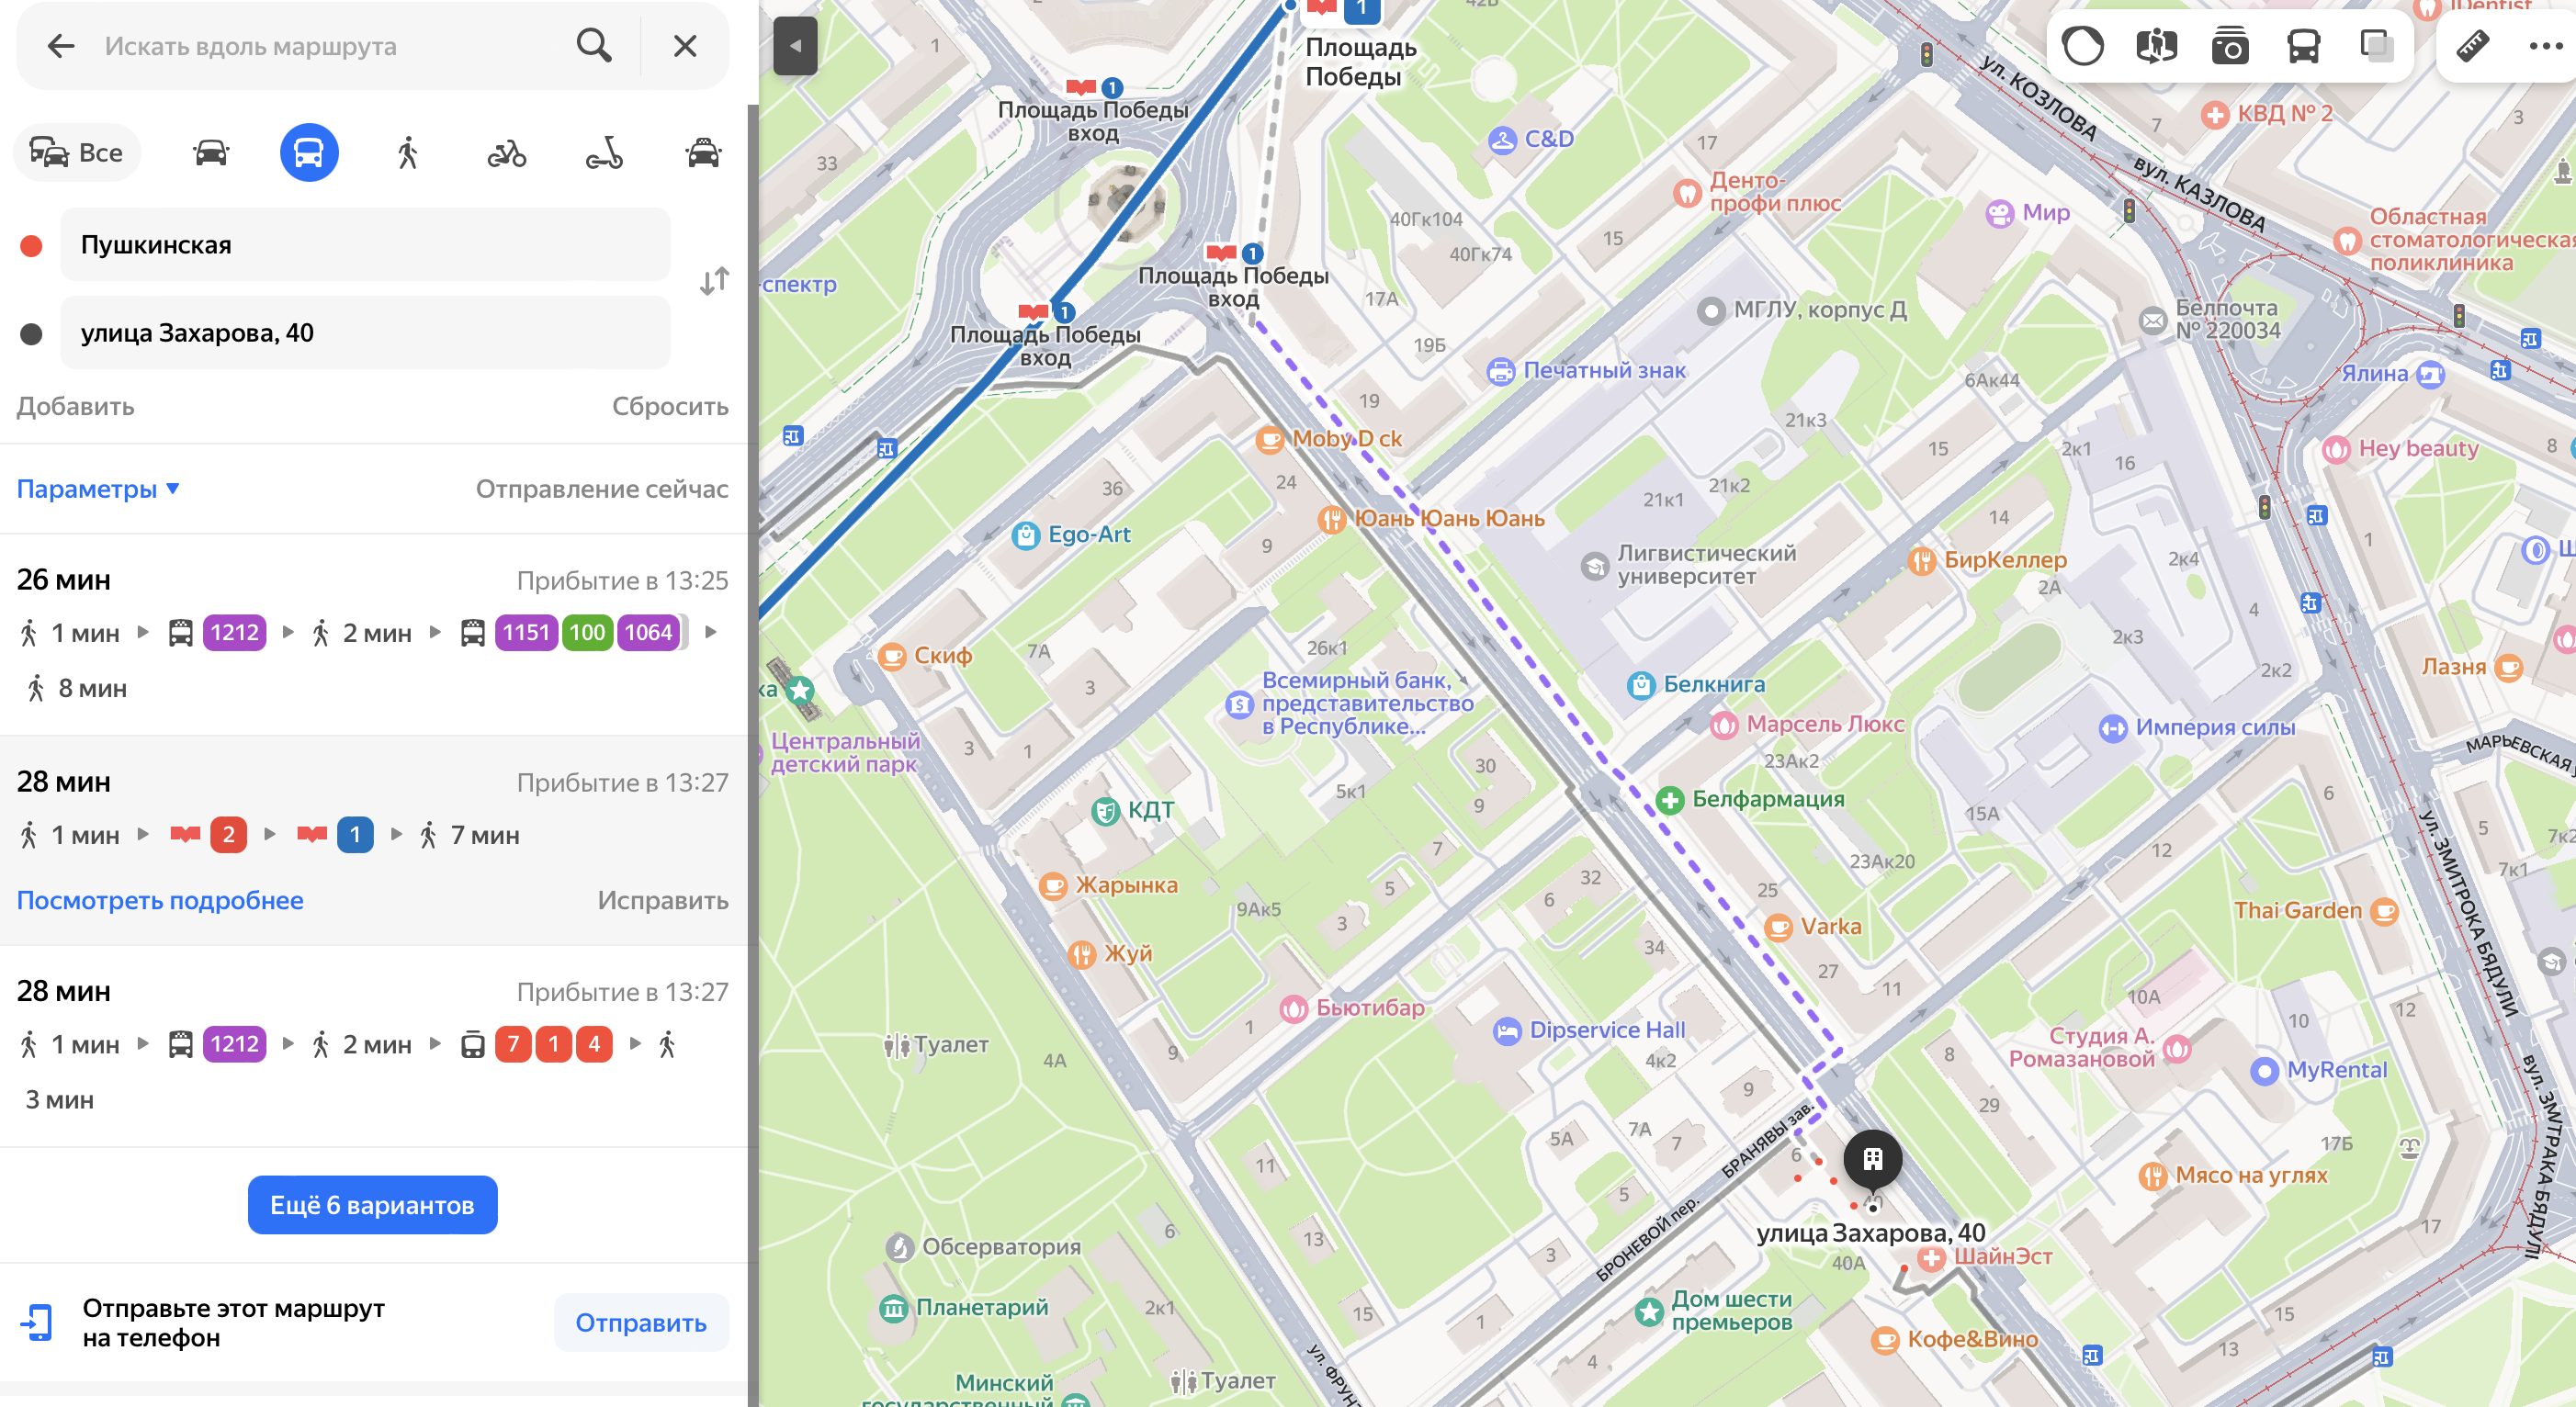 Искать вдоль маршрута
Все
Пушкинская
улица Захарова, 40
Добавить
Сбросить
Параметры
Отправление сейчас
26 мин
Прибытие в 13:25
1 мин
1212
2 мин
1151
100
1064
8 мин
28 мин
Прибытие в 13:27
1 мин
2
1
7 мин
Посмотреть подробнее
Исправить
28 мин
Прибытие в 13:27
1 мин
1212
2 мин
7
1
4
3 мин
Ещё 6 вариантов
Отправьте этот маршрут
на телефон
Отправить
1
Площадь
Победы
1
Площадь Победы
вход
1
Площадь Победы
вход
1
Площадь Победы
вход
1
33
C&D
17
Денто-
профи плюс
40Гк104
40Гк74
15
17А
19Б
19
Мир
ул. КОЗЛОВА
вул. КАЗЛОВА
7
КВД № 2
3
Областная
стоматологическая
поликлиника
Белпочта
№ 220034
Ялина
Hey beauty
8
МГЛУ, корпус Д
Печатный знак
6Ак44
21к3
15
2к1
16
21к1
21к2
14
Moby D ck
24
36
Юань Юань Юань
Ego-Art
9
Лигвистический
университет
БирКеллер
2А
2к4
4
2к3
2к2
1
Лазня
Скиф
7А
3
26к1
Всемирный банк,
представительство
в Республике...
Белкнига
Марсель Люкс
23Ак2
Империя силы
МАРЬЕВСКАЯ
Центральный
детский парк
3
1
КДТ
5к1
30
9
Белфармация
15А
6
5
7к2
7к1
ул. ЗМИТРОКА БЯДУЛИ
23Ак20
12
7
32
6
5
25
Жарынка
9Ак5
3
Varka
Thai Garden
Жуй
34
27
11
10А
12
Бьютибар
1
Dipservice Hall
4к2
9
8
Студия А.
Ромазановой
10
MyRental
Туалет
4А
9
29
БРАНЯВЫ зав.
5А
7А
7
6
17Б
вул. ЗМІТРАКА БЯДУЛІ
11
5
40
Мясо на углях
17
6
13
3
БРОНЕВОЙ пер.
улица Захарова, 40
40А
ШайнЭст
Обсерватория
Планетарий
2к1
15
1
Дом шести
премьеров
Кофе&Вино
15
13
4
Туалет
Минский
государственный